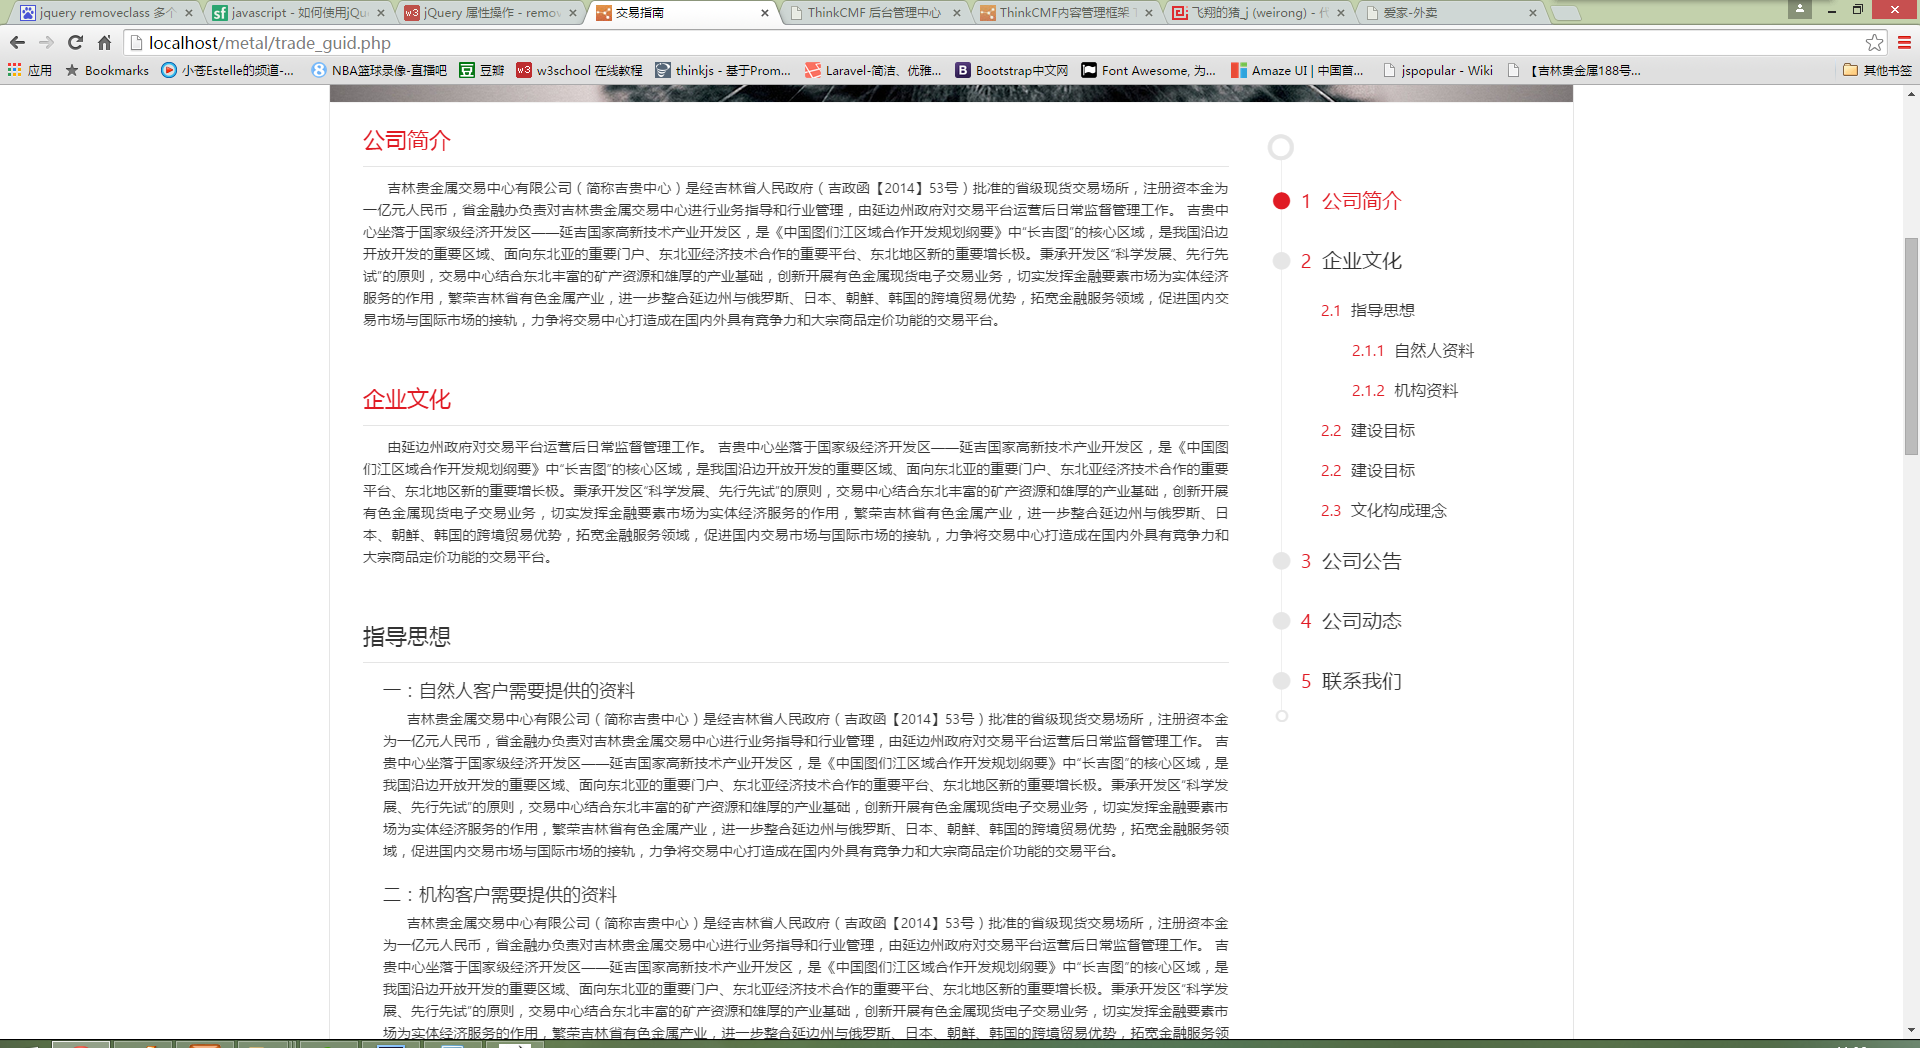 jquery removeclass 多个
javascript - 如何使用jQu
jQuery 属性操作 - remov
交易指南
ThinkCMF 后台管理中心
ThinkCMF内容管理框架
飞翔的猪_j (weirong) - 代
爱家-外卖
localhost/metal/trade_guid.php
应用
Bookmarks
小苍Estelle的频道-...
NBA篮球录像-直播吧
豆瓣
w3school 在线教程
thinkjs - 基于Prom...
Laravel-简洁、优雅...
Bootstrap中文网
Font Awesome, 为...
Amaze UI | 中国首...
jspopular - Wiki
【吉林贵金属188号...
其他书签
公司简介
吉林贵金属交易中心有限公司（简称吉贵中心）是经吉林省人民政府（吉政函【2014】53号）批准的省级现货交易场所，注册资本金为
一亿元人民币，省金融办负责对吉林贵金属交易中心进行业务指导和行业管理，由延边州政府对交易平台运营后日常监督管理工作。 吉贵中
心坐落于国家级经济开发区——延吉国家高新技术产业开发区，是《中国图们江区域合作开发规划纲要》中“长吉图”的核心区域，是我国沿边
开放开发的重要区域、面向东北亚的重要门户、东北亚经济技术合作的重要平台、东北地区新的重要增长极。秉承开发区“科学发展、先行先
试”的原则，交易中心结合东北丰富的矿产资源和雄厚的产业基础，创新开展有色金属现货电子交易业务，切实发挥金融要素市场为实体经济
服务的作用，繁荣吉林省有色金属产业，进一步整合延边州与俄罗斯、日本、朝鲜、韩国的跨境贸易优势，拓宽金融服务领域，促进国内交
易市场与国际市场的接轨，力争将交易中心打造成在国内外具有竞争力和大宗商品定价功能的交易平台。
企业文化
由延边州政府对交易平台运营后日常监督管理工作。 吉贵中心坐落于国家级经济开发区——延吉国家高新技术产业开发区，是《中国图
们江区域合作开发规划纲要》中“长吉图”的核心区域，是我国沿边开放开发的重要区域、面向东北亚的重要门户、东北亚经济技术合作的重要
平台、东北地区新的重要增长极。秉承开发区“科学发展、先行先试”的原则，交易中心结合东北丰富的矿产资源和雄厚的产业基础，创新开展
有色金属现货电子交易业务，切实发挥金融要素市场为实体经济服务的作用，繁荣吉林省有色金属产业，进一步整合延边州与俄罗斯、日
本、朝鲜、韩国的跨境贸易优势，拓宽金融服务领域，促进国内交易市场与国际市场的接轨，力争将交易中心打造成在国内外具有竞争力和
大宗商品定价功能的交易平台。
指导思想
一：自然人客户需要提供的资料
吉林贵金属交易中心有限公司（简称吉贵中心）是经吉林省人民政府（吉政函【2014】53号）批准的省级现货交易场所，注册资本金
为一亿元人民币，省金融办负责对吉林贵金属交易中心进行业务指导和行业管理，由延边州政府对交易平台运营后日常监督管理工作。 吉
贵中心坐落于国家级经济开发区——延吉国家高新技术产业开发区，是《中国图们江区域合作开发规划纲要》中“长吉图”的核心区域，是
我国沿边开放开发的重要区域、面向东北亚的重要门户、东北亚经济技术合作的重要平台、东北地区新的重要增长极。秉承开发区“科学发
展、先行先试”的原则，交易中心结合东北丰富的矿产资源和雄厚的产业基础，创新开展有色金属现货电子交易业务，切实发挥金融要素市
场为实体经济服务的作用，繁荣吉林省有色金属产业，进一步整合延边州与俄罗斯、日本、朝鲜、韩国的跨境贸易优势，拓宽金融服务领
域，促进国内交易市场与国际市场的接轨，力争将交易中心打造成在国内外具有竞争力和大宗商品定价功能的交易平台。
二：机构客户需要提供的资料
吉林贵金属交易中心有限公司（简称吉贵中心）是经吉林省人民政府（吉政函【2014】53号）批准的省级现货交易场所，注册资本金
为一亿元人民币，省金融办负责对吉林贵金属交易中心进行业务指导和行业管理，由延边州政府对交易平台运营后日常监督管理工作。 吉
贵中心坐落于国家级经济开发区——延吉国家高新技术产业开发区，是《中国图们江区域合作开发规划纲要》中“长吉图”的核心区域，是
我国沿边开放开发的重要区域、面向东北亚的重要门户、东北亚经济技术合作的重要平台、东北地区新的重要增长极。秉承开发区“科学发
展、先行先试”的原则，交易中心结合东北丰富的矿产资源和雄厚的产业基础，创新开展有色金属现货电子交易业务，切实发挥金融要素市
场为实体经济服务的作用，繁荣吉林省有色金属产业，进一步整合延边州与俄罗斯、日本、朝鲜、韩国的跨境贸易优势，拓宽金融服务领
1 公司简介
2 企业文化
2.1 指导思想
2.1.1 自然人资料
2.1.2 机构资料
2.2 建设目标
2.2 建设目标
2.3 文化构成理念
3 公司公告
4 公司动态
5 联系我们